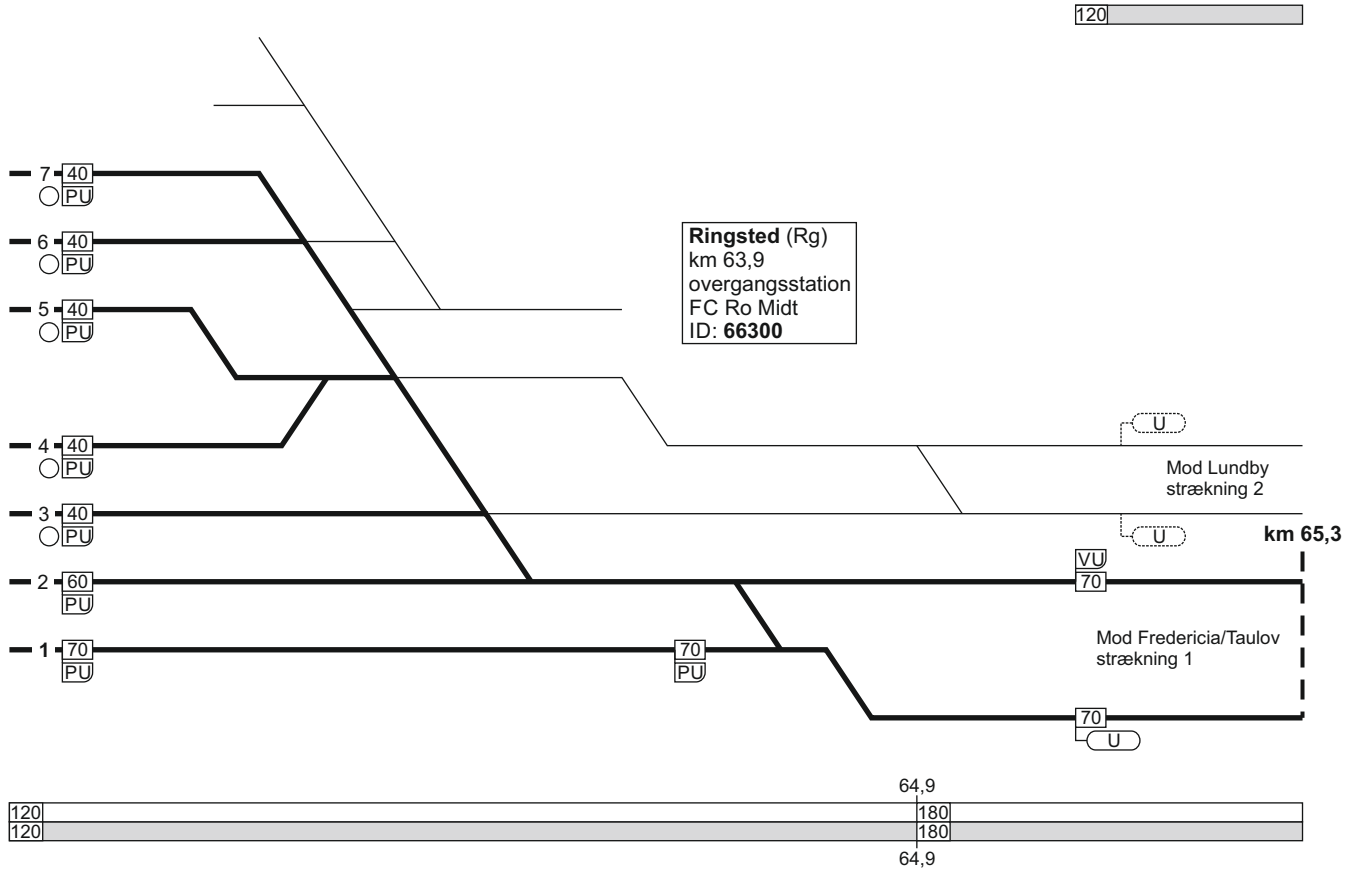 120
7 40
PU
6 40
PU
Ringsted (Rg)
km 63,9
overgangsstation
FC Ro Midt
ID: 66300
5 40
PU
4 40
PU
U
Mod Lundby
strækning 2
3 40
PU
U
km 65,3
VU
2 60
70
PU
Mod Fredericia/Taulov
strækning 1
1 70
70
PU
PU
70
U
64,9
120
180
120
180
64,9